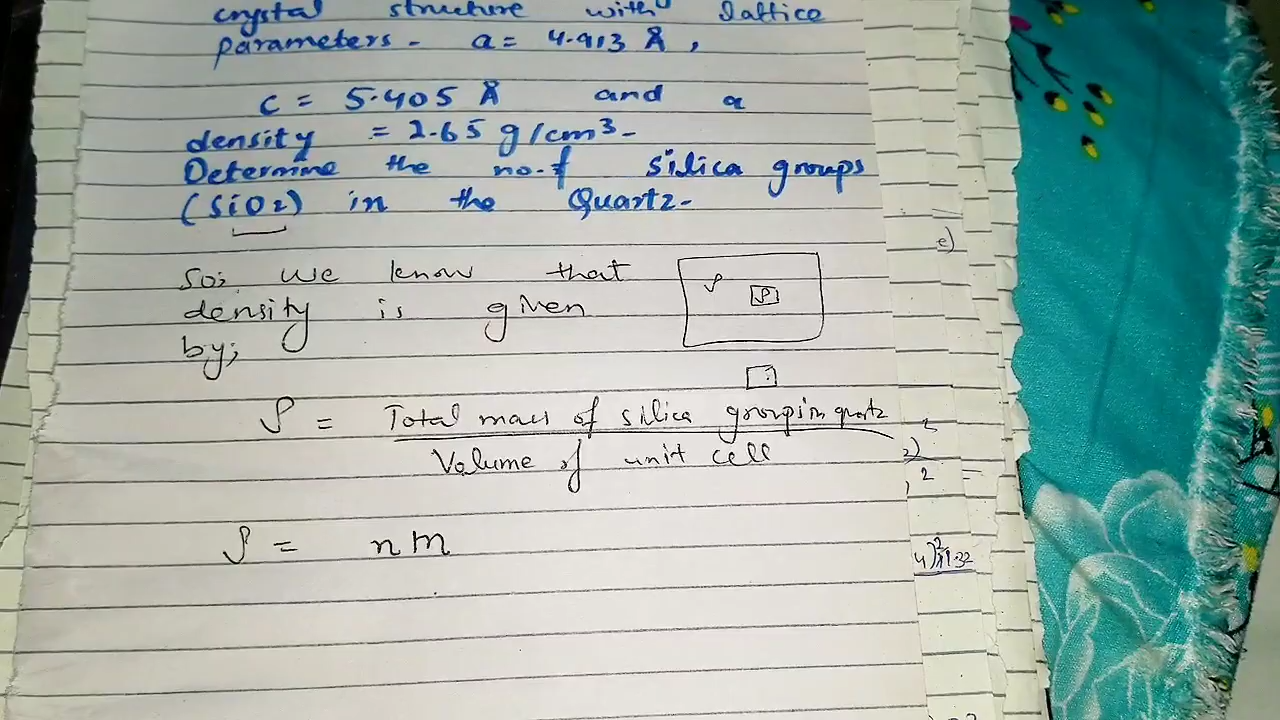 crystal structure with lattice
parameters - a = 4.913 Å ,
c = 5.405 Å and a
density = 2.65 g/cm3-
Determine the no. of silica groups
(SiO2) in the Quartz-
So; we know that
density is given
by;
ρ
ρ
ρ = Total mass of silica group in quartz
Volume of unit cell
ρ = nm
e)
2)
, 2 =